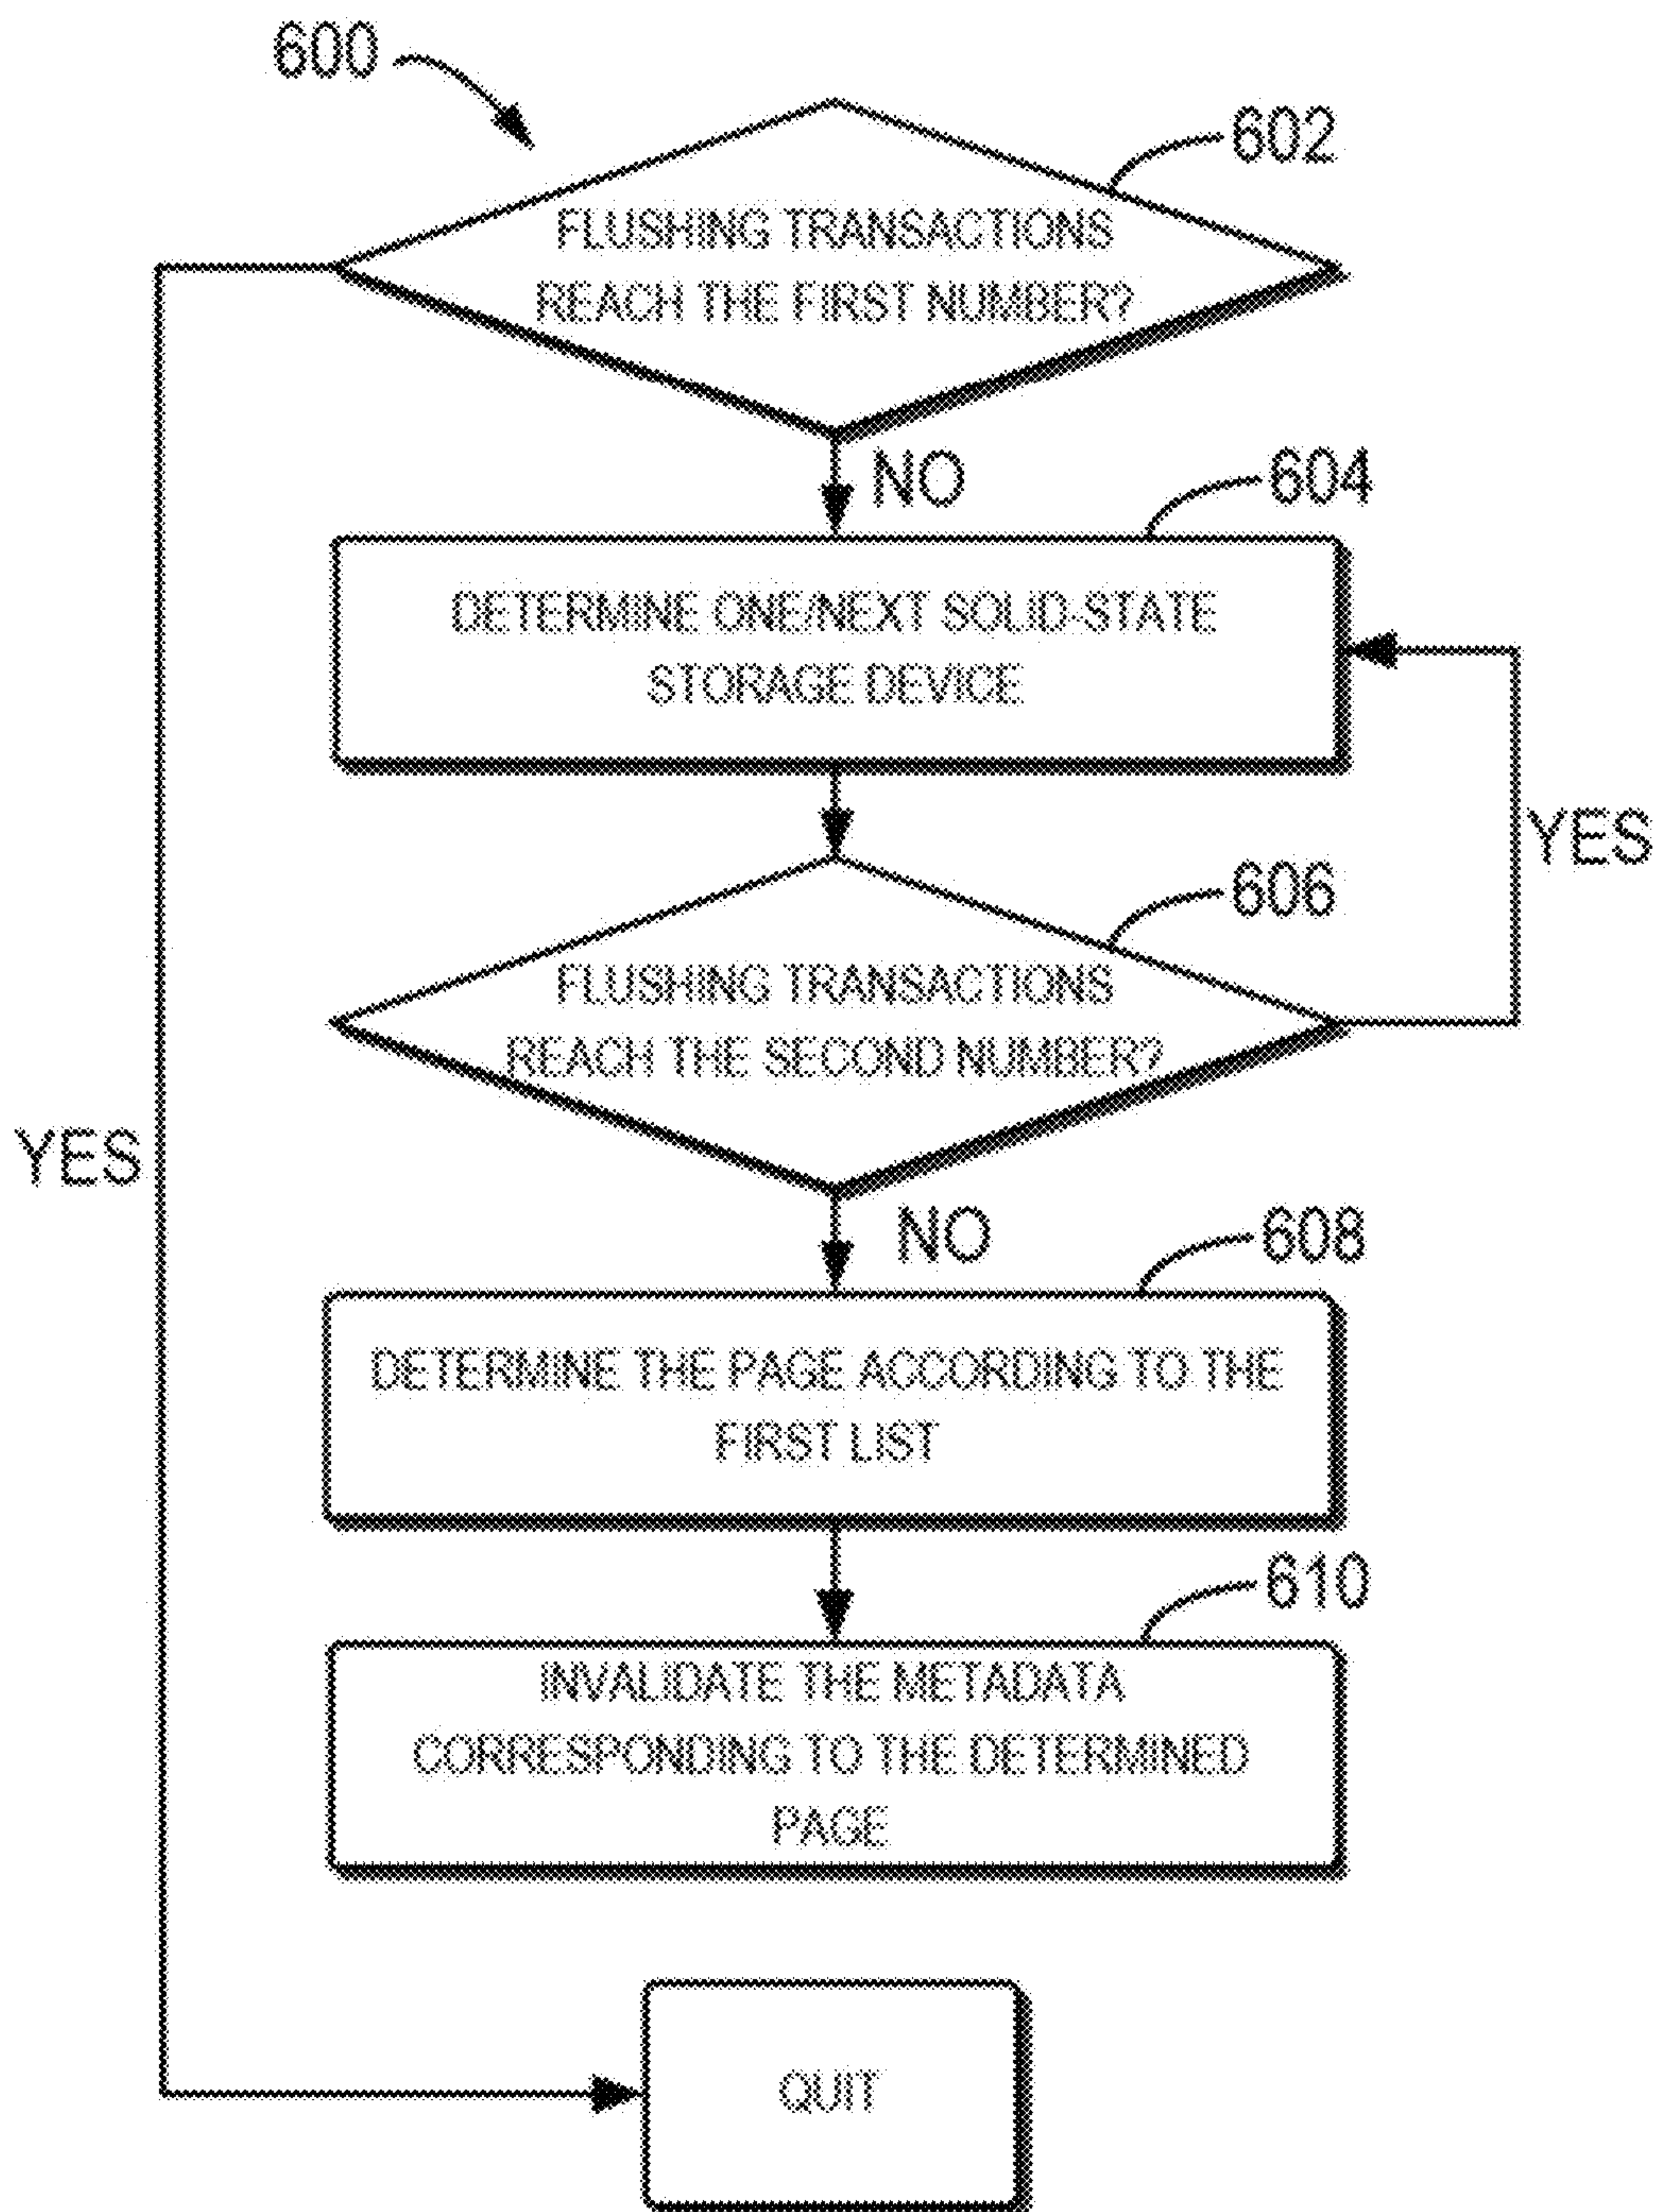 600
602
FLUSHING TRANSACTIONS
REACH THE FIRST NUMBER?
NO
604
DETERMINE ONE/NEXT SOLID-STATE
STORAGE DEVICE
YES
606
FLUSHING TRANSACTIONS
REACH THE SECOND NUMBER?
YES
NO
608
DETERMINE THE PAGE ACCORDING TO THE
FIRST LIST
610
INVALIDATE THE METADATA
CORRESPONDING TO THE DETERMINED
PAGE
QUIT